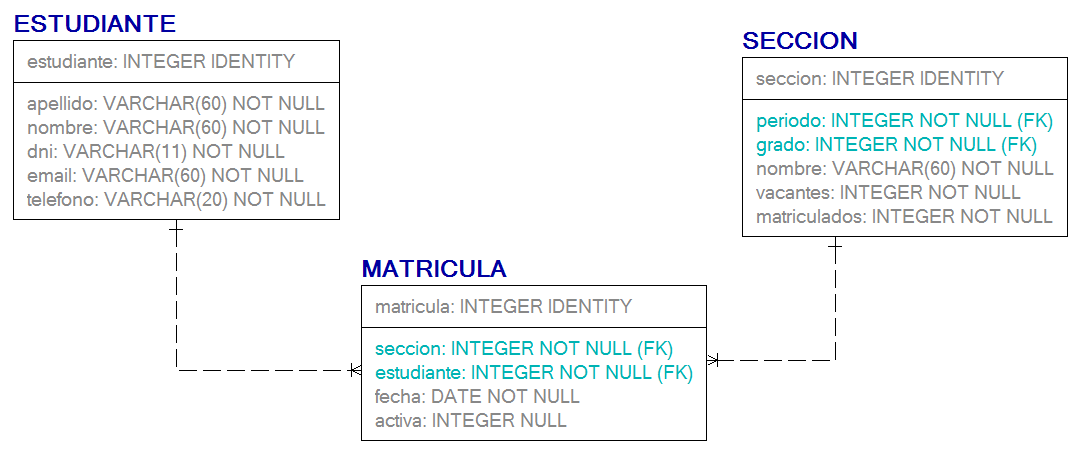 ESTUDIANTE
estudiante: INTEGER IDENTITY
apellido: VARCHAR(60) NOT NULL
nombre: VARCHAR(60) NOT NULL
dni: VARCHAR(11) NOT NULL
email: VARCHAR(60) NOT NULL
telefono: VARCHAR(20) NOT NULL
SECCION
seccion: INTEGER IDENTITY
periodo: INTEGER NOT NULL (FK)
grado: INTEGER NOT NULL (FK)
nombre: VARCHAR(60) NOT NULL
vacantes: INTEGER NOT NULL
matriculados: INTEGER NOT NULL
MATRICULA
matricula: INTEGER IDENTITY
seccion: INTEGER NOT NULL (FK)
estudiante: INTEGER NOT NULL (FK)
fecha: DATE NOT NULL
activa: INTEGER NULL